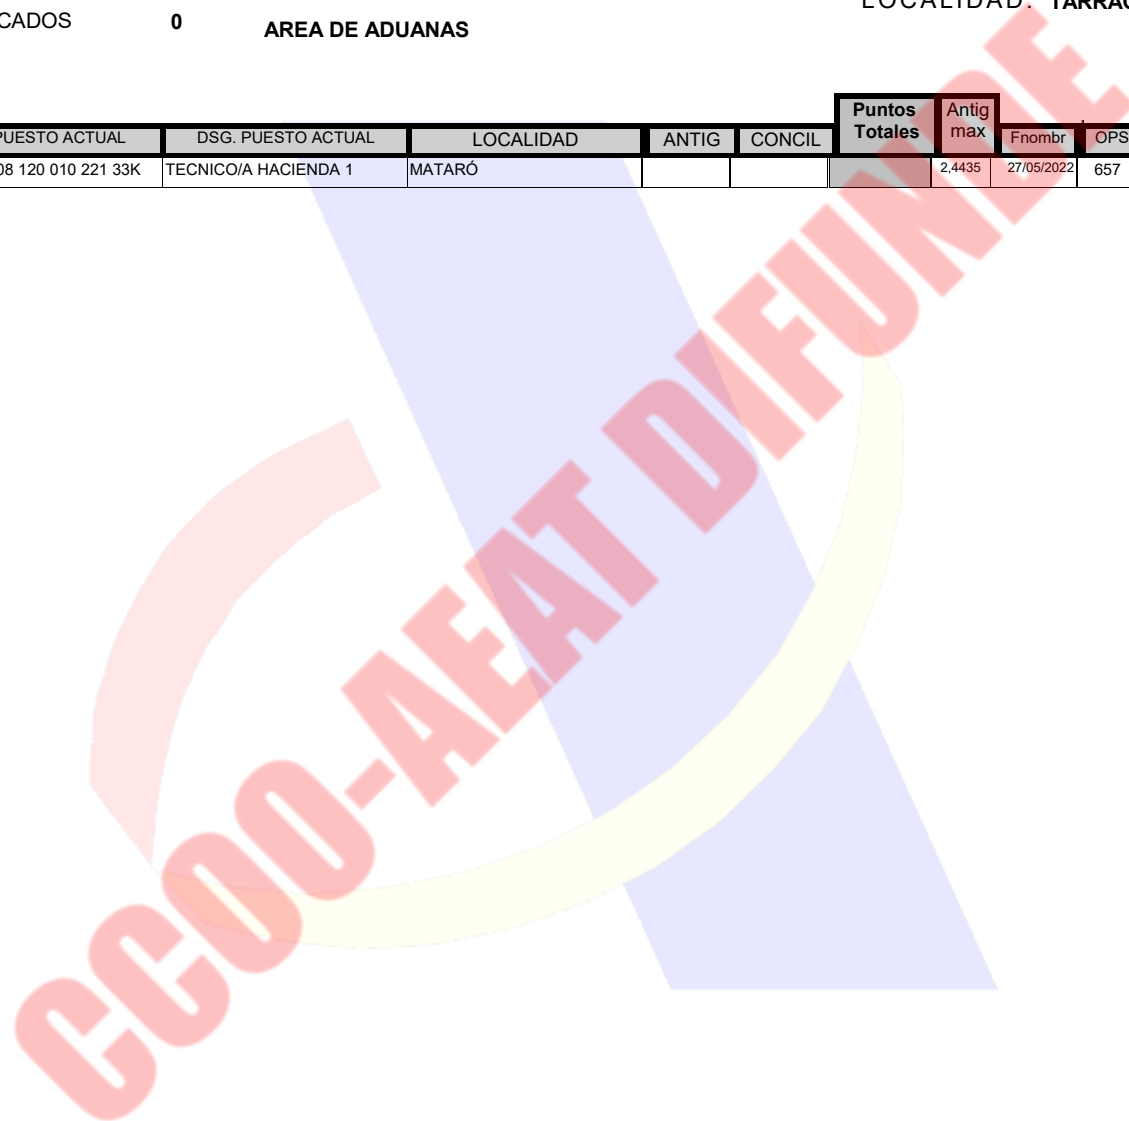 LOCALIDAD:
CADOS 0 AREA DE ADUANAS
PUESTO ACTUAL DSG. PUESTO ACTUAL LOCALIDAD ANTIG CONCIL Puntos Totales Antig max Fnombr OPS
08 120 010 221 33K TECNICO/A HACIENDA 1 MATARÓ 2,4435 27/05/2022 657
CCOO-AEAT DIFUNDE